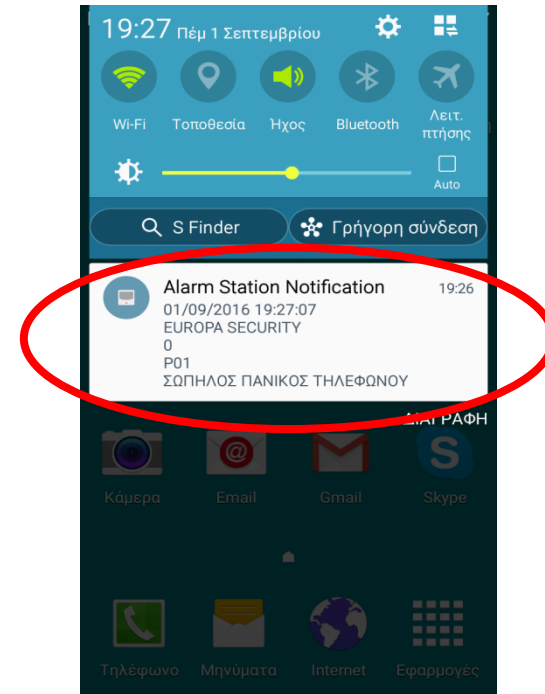 19:27 Πέμ 1 Σεπτεμβρίου
Wi-Fi Τοποθεσία Ήχος Bluetooth Λειτ. πτήσης
Auto
S Finder Γρήγορη σύνδεση
Alarm Station Notification 19:26
01/09/2016 19:27:07
EUROPA SECURITY
0
P01
ΣΩΠΗΛΟΣ ΠΑΝΙΚΟΣ ΤΗΛΕΦΩΝΟΥ
ΔΙΑΓΡΑΦΗ
Κάμερα Email Gmail Skype
Τηλέφωνο Μηνύματα Internet Εφαρμογές